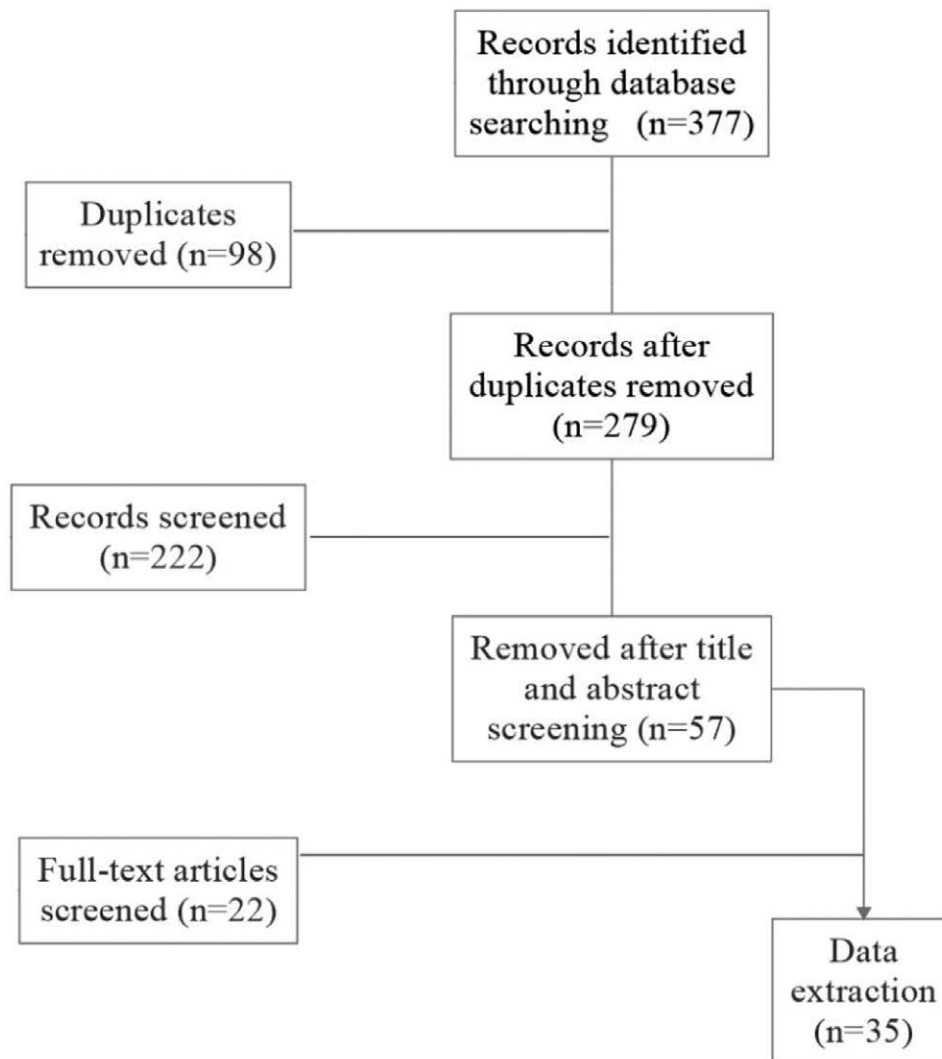 Records identified
through database
searching (n=377)
Duplicates
removed (n=98)
Records after
duplicates removed
(n=279)
Records screened
(n=222)
Removed after title
and abstract
screening (n=57)
Full-text articles
screened (n=22)
Data
extraction
(n=35)